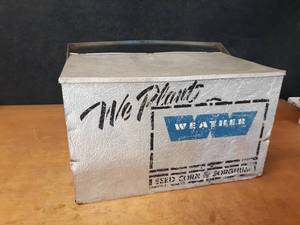 We Plant
WEATHER
SEED CORN & SORGHUM